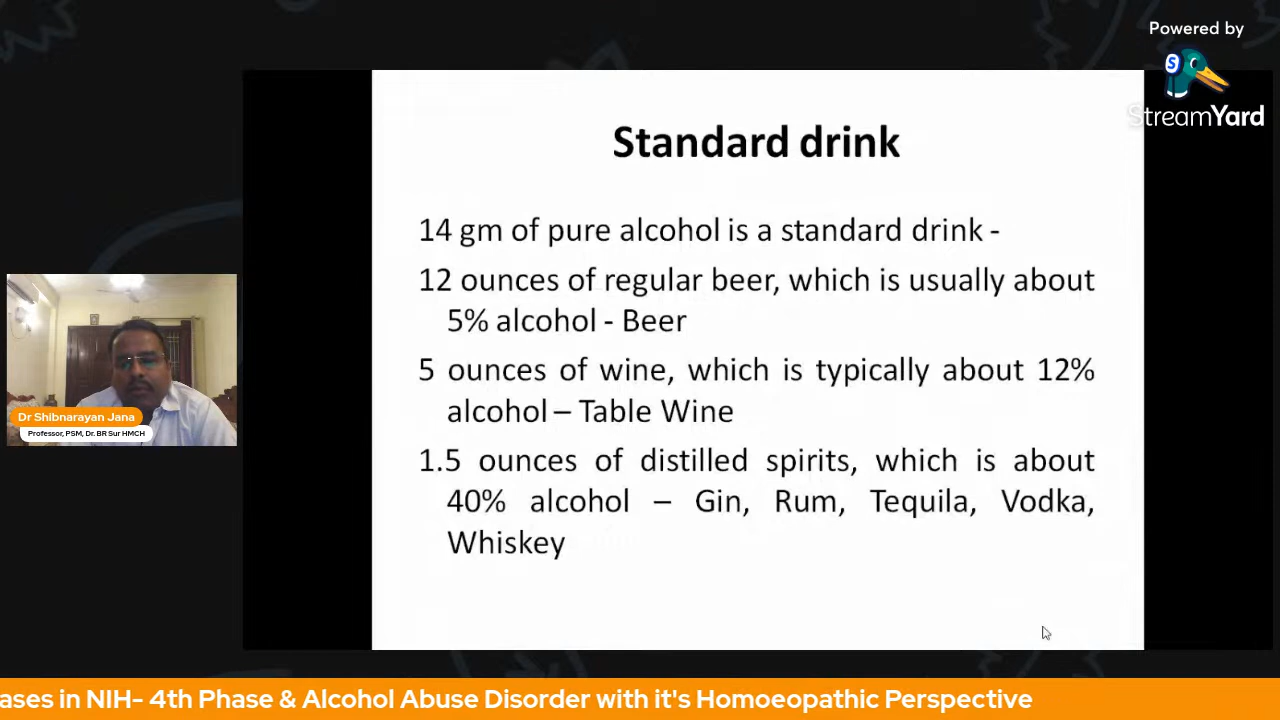 Powered by
StreamYard
Standard drink
14 gm of pure alcohol is a standard drink -
12 ounces of regular beer, which is usually about
5% alcohol - Beer
5 ounces of wine, which is typically about 12%
alcohol – Table Wine
1.5 ounces of distilled spirits, which is about
40% alcohol – Gin, Rum, Tequila, Vodka,
Whiskey
Dr Shibnarayan Jana
Professor, PSM, Dr. BR Sur HMCH
ases in NIH- 4th Phase & Alcohol Abuse Disorder with it's Homoeopathic Perspective